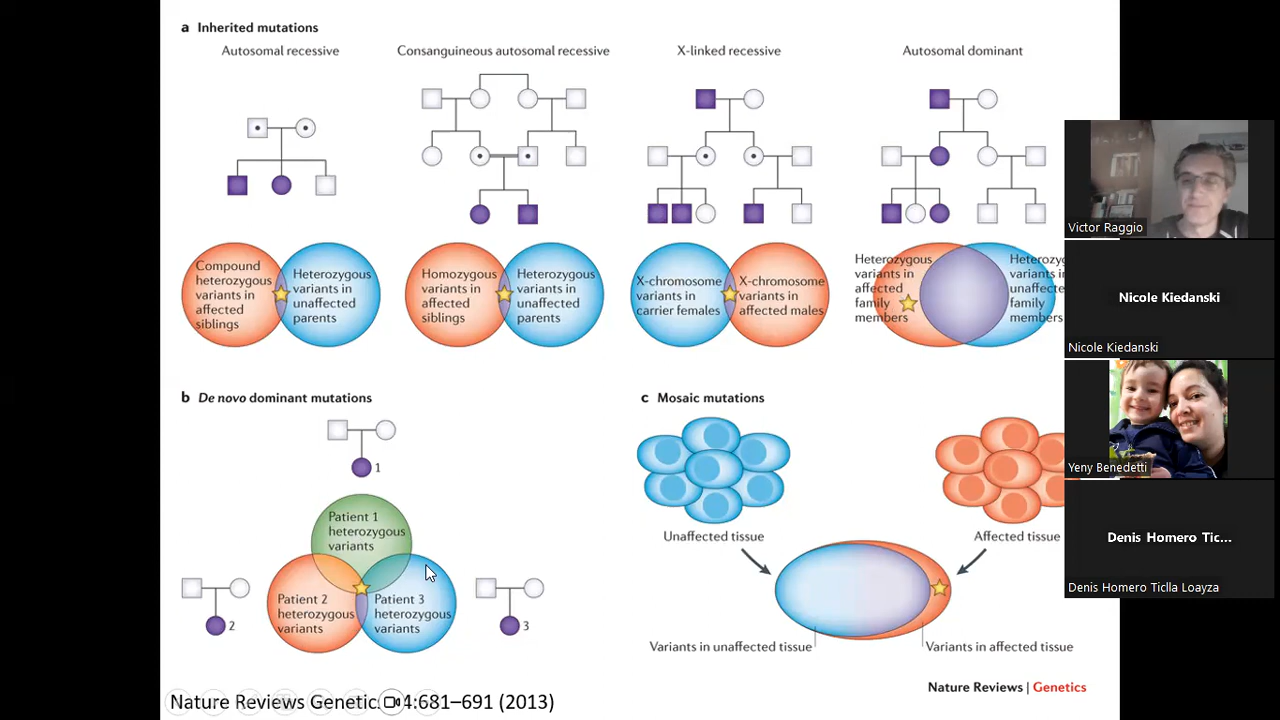 a Inherited mutations
Autosomal recessive
Consanguineous autosomal recessive
X-linked recessive
Autosomal dominant
Compound
heterozygous
variants in
affected
siblings
Heterozygous
variants in
unaffected
parents
Homozygous
variants in
affected
siblings
Heterozygous
variants in
unaffected
parents
X-chromosome
variants in
carrier females
X-chromosome
variants in
affected males
Heterozygous
variants in
affected
family
members
variants in
family
members
b De novo dominant mutations
1
Patient 1
heterozygous
variants
2
Patient 2
heterozygous
variants
Patient 3
heterozygous
variants
3
c Mosaic mutations
Unaffected tissue
Affected tissue
Variants in unaffected tissue
Variants in affected tissue
Nature Reviews | Genetics
Nature Reviews Genetic 4:681–691 (2013)
Victor Raggio
Nicole Kiedanski
Nicole Kiedanski
Yeny Benedetti
Denis Homero Tic...
Denis Homero Ticlla Loayza